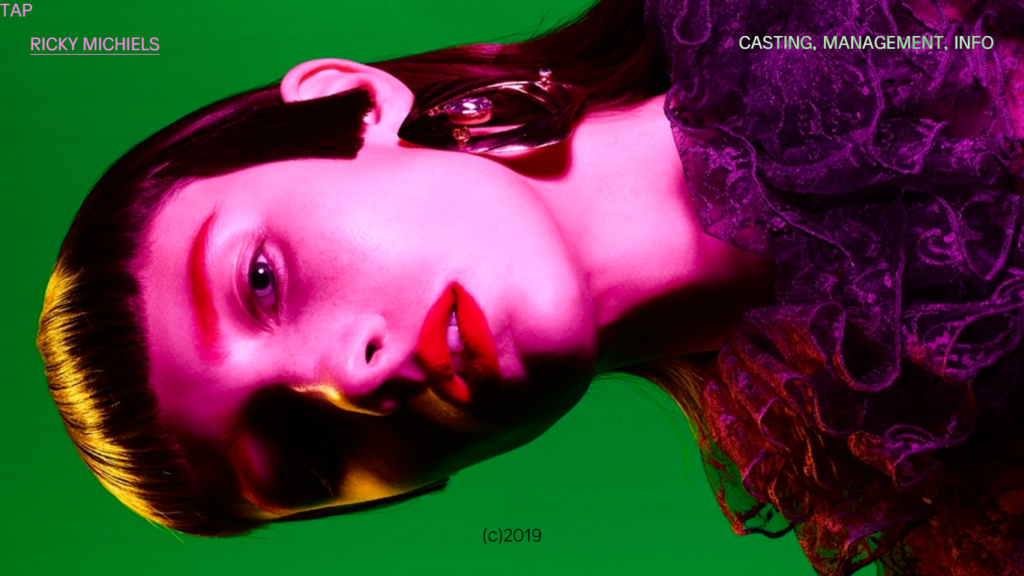 TAP
RICKY MICHIELS
CASTING, MANAGEMENT, INFO
(c)2019